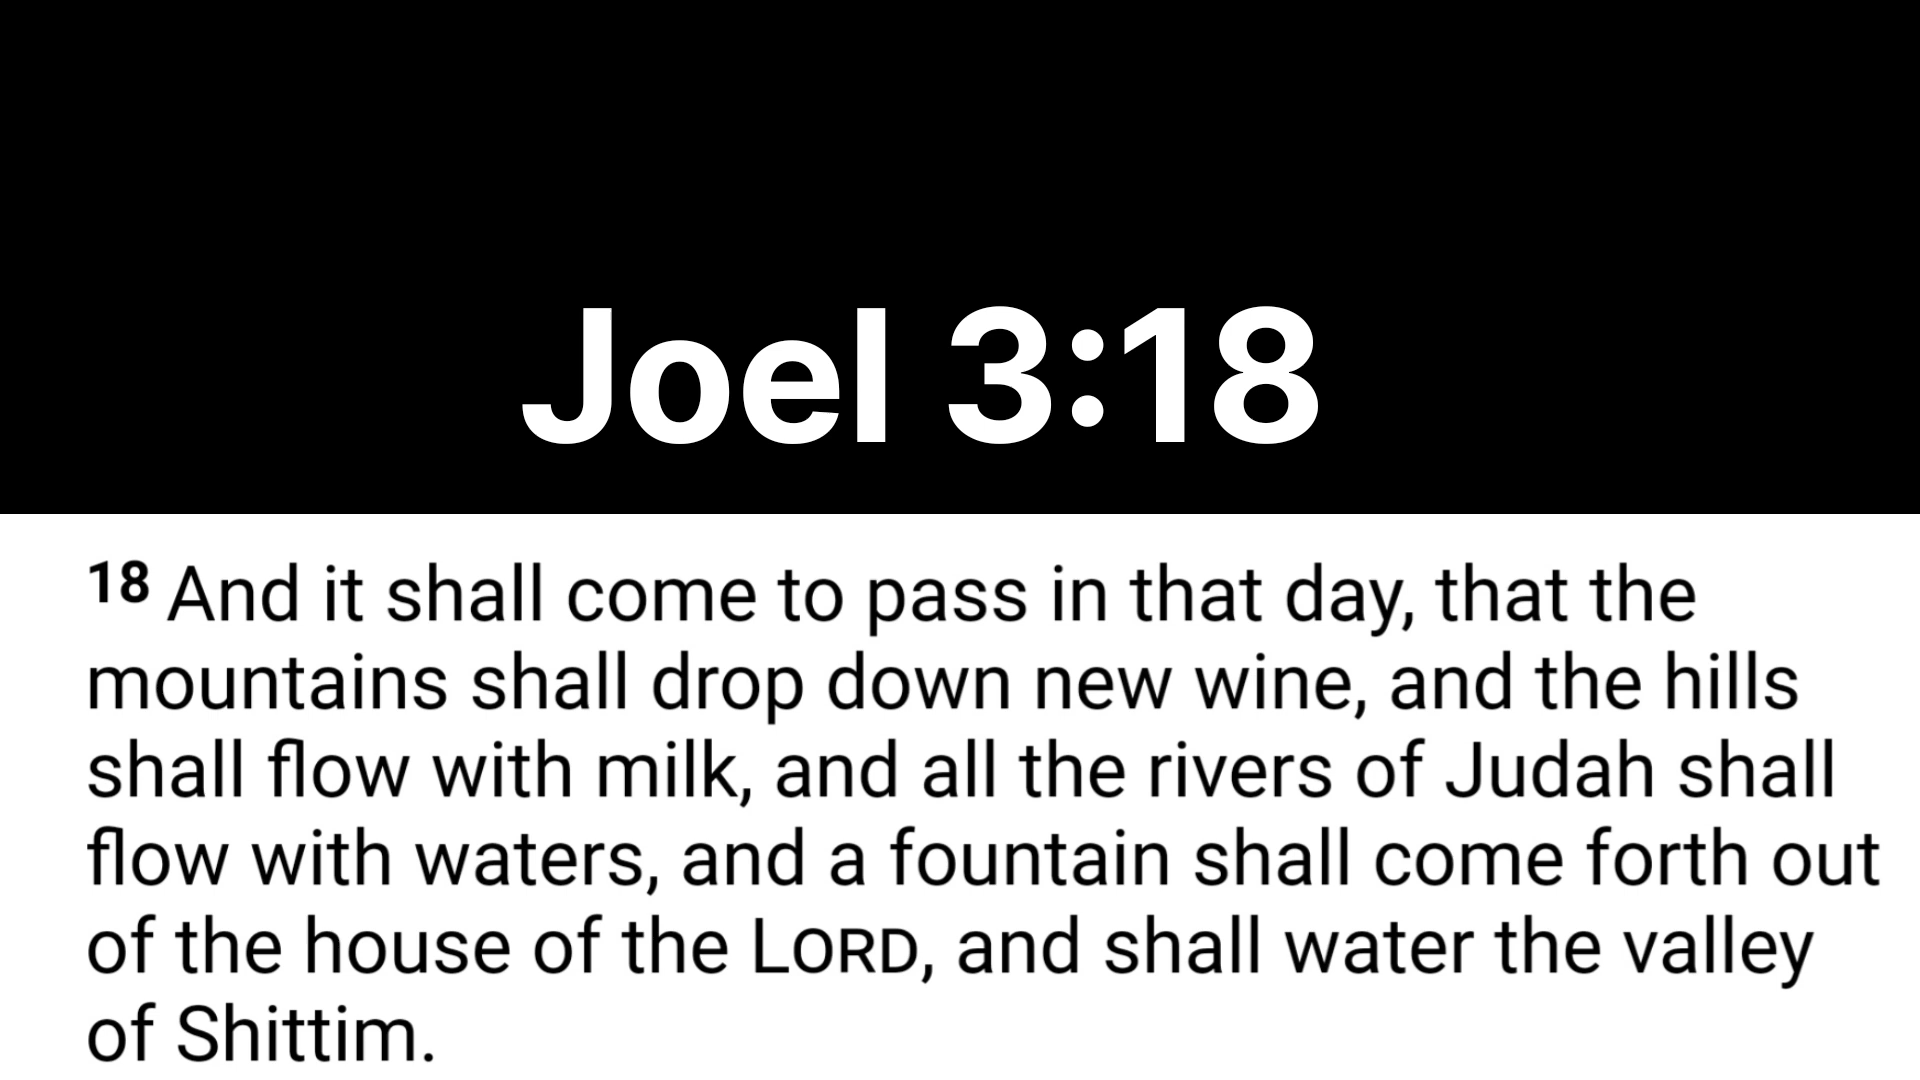 Joel 3:18
18 And it shall come to pass in that day, that the
mountains shall drop down new wine, and the hills
shall flow with milk, and all the rivers of Judah shall
flow with waters, and a fountain shall come forth out
of the house of the LORD, and shall water the valley
of Shittim.